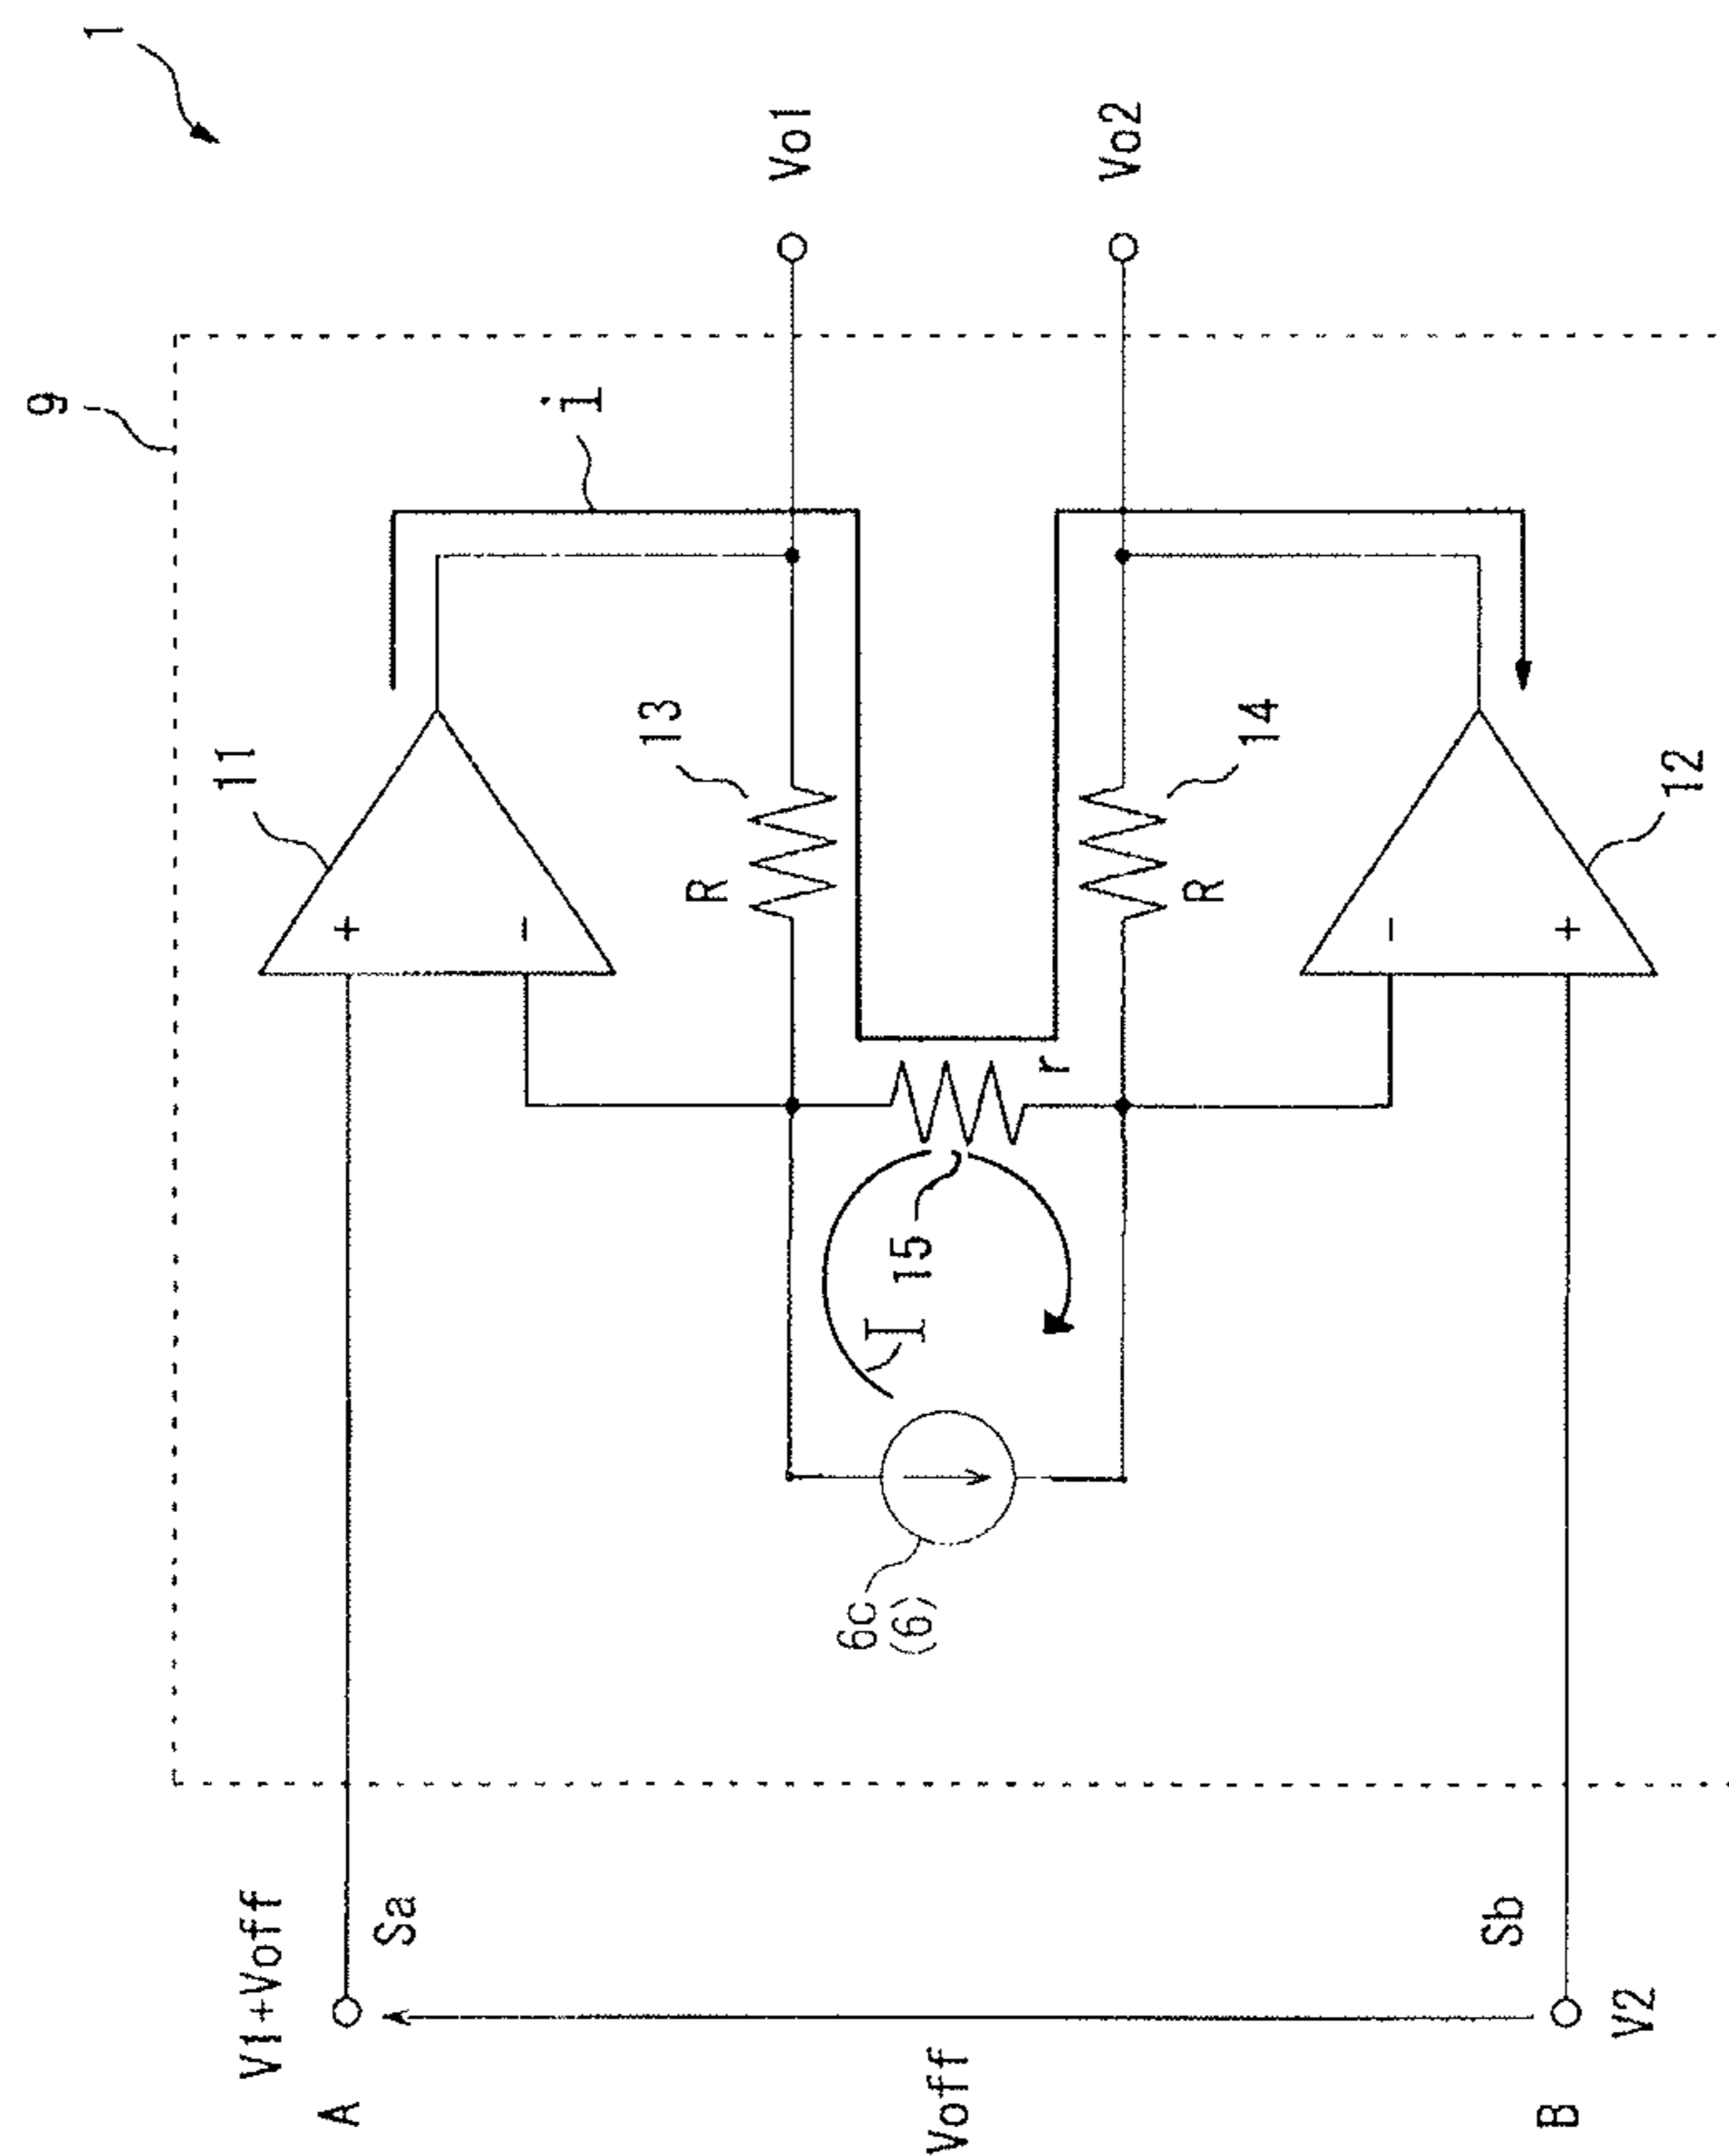 9
1
11
V1+Voff
A
+
Sa
-
i
13
R
Vo1
6c
(6)
I
15
Voff
r
Vo2
R
14
-
Sb
B
+
V2
12